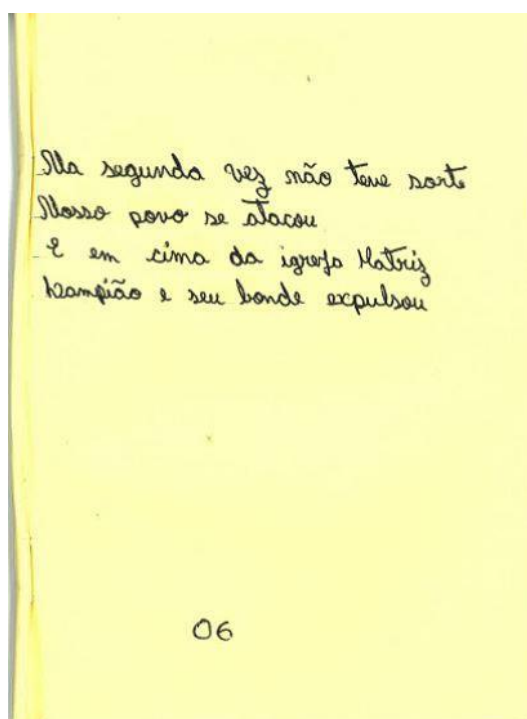 Na segunda vez não teve sorte
Nosso povo se atacou
E em cima da igreja Matriz
Lampião e seu bonde expulsou
06